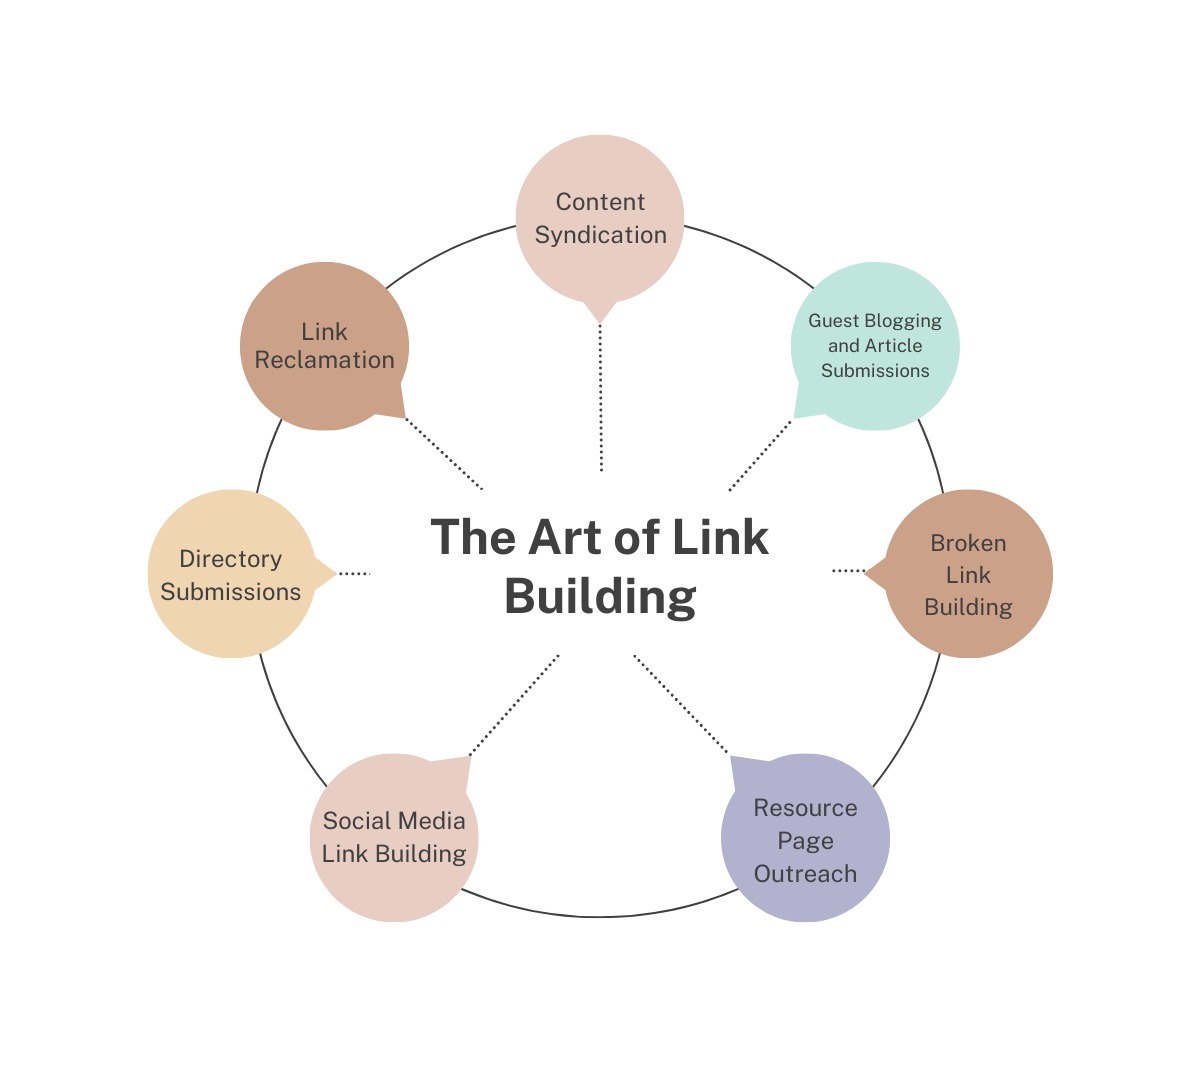 Content
Syndication
Guest Blogging
and Article
Submissions
Link
Reclamation
Broken
Link
Building
Directory
Submissions
The Art of Link
Building
Resource
Page
Outreach
Social Media
Link Building